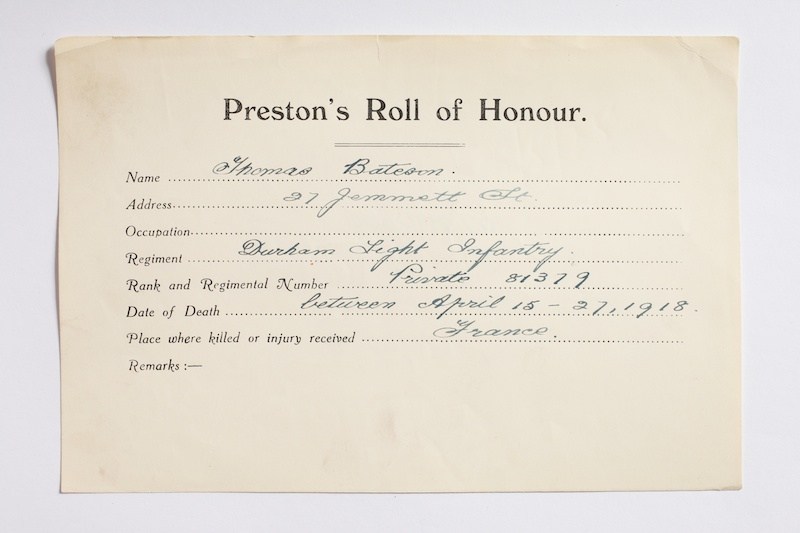 Preston's Roll of Honour.
Name Thomas Bateson.
Address 27 Jemmett St.
Occupation
Regiment Durham Light Infantry.
Rank and Regimental Number Private 81379
Date of Death between April 15 - 27, 1918.
Place where killed or injury received France.
Remarks :—